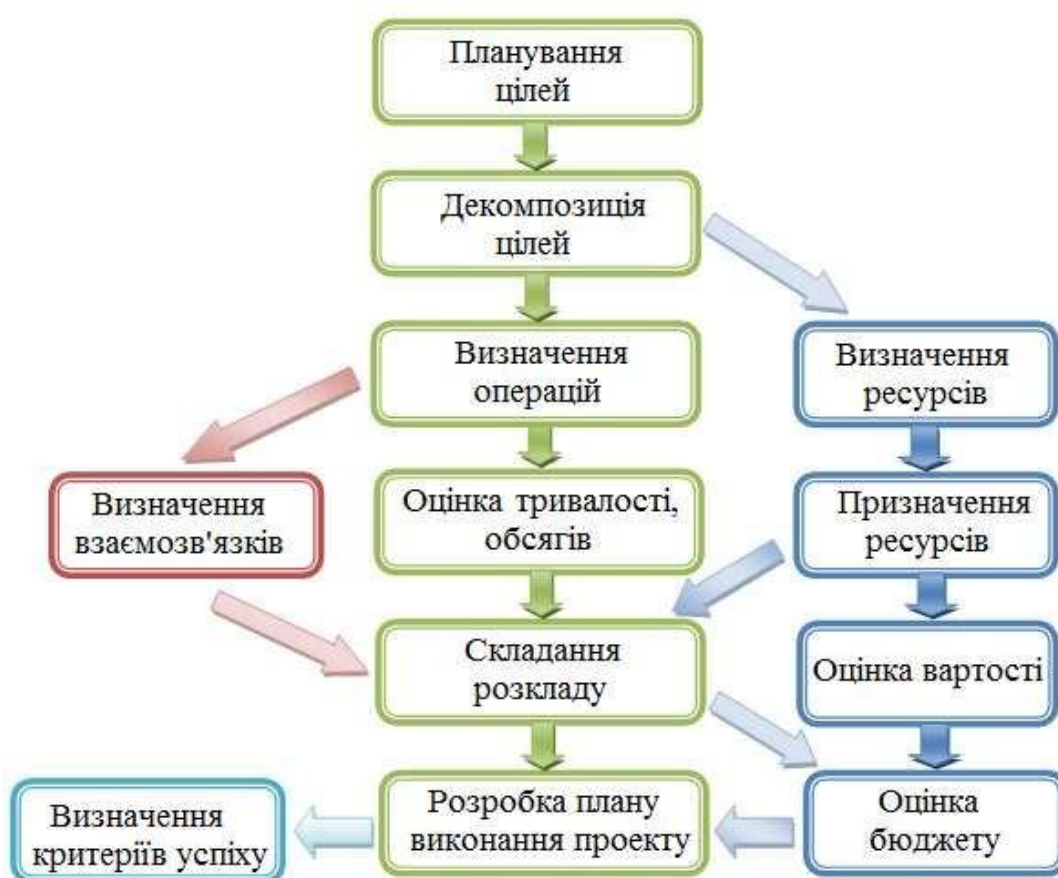 Планування
цілей
Декомпозиція
цілей
Визначення
операцій
Визначення
ресурсів
Визначення
взаємозв'язків
Оцінка тривалості,
обсягів
Призначення
ресурсів
Складання
розкладу
Оцінка вартості
Визначення
критеріїв успіху
Розробка плану
виконання проекту
Оцінка
бюджету